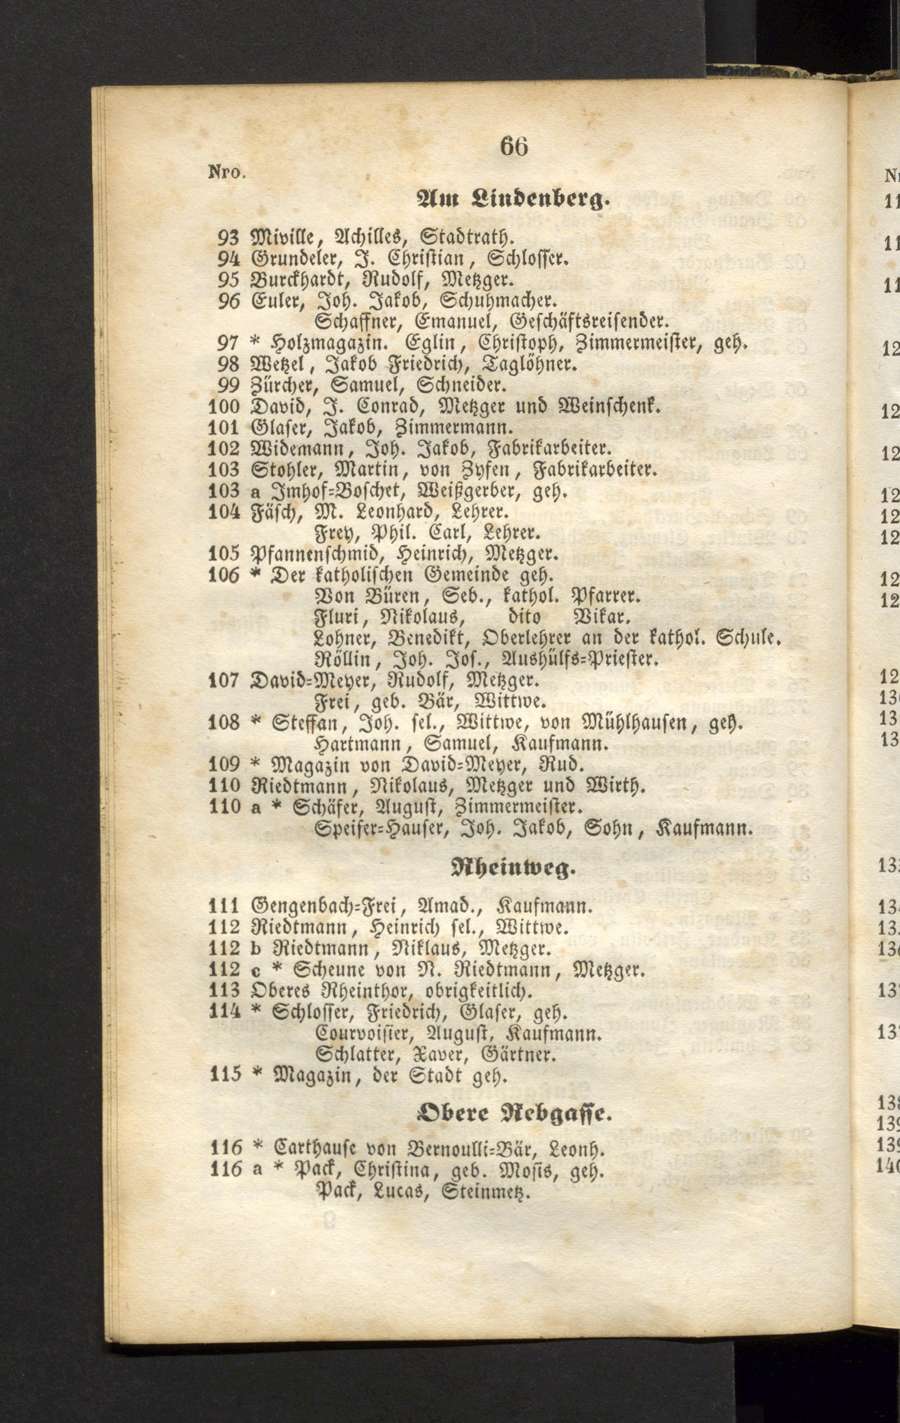 66
Nro.
Am Lindenberg.
93 Miville, Achilles, Stadtrath.
94 Grundeler, J. Christian, Schlosser.
95 Burckhardt, Rudolf, Metzger.
96 Euler, Joh. Jakob, Schuhmacher.
Schaffner, Emanuel, Geschäftsreisender.
97 * Holzmagazin. Eglin, Christoph, Zimmermeister, geh.
98 Wetzel, Jakob Friedrich, Taglöhner.
99 Zürcher, Samuel, Schneider.
100 David, J. Conrad, Metzger und Weinschenk.
101 Glaser, Jakob, Zimmermann.
102 Widemann, Joh. Jakob, Fabrikarbeiter.
103 Stohler, Martin, von Zysen, Fabrikarbeiter.
103 a Imhof-Boschet, Weißgerber, geh.
104 Fäsch, M. Leonhard, Lehrer.
Frey, Phil. Carl, Lehrer.
105 Pfannenschmid, Heinrich, Metzger.
106 * Der katholischen Gemeinde geh.
Von Büren, Seb., kathol. Pfarrer.
Fluri, Nikolaus, dito Vikar.
Lohner, Benedikt, Oberlehrer an der kathol. Schule.
Röllin, Joh. Jos., Aushülfs-Priester.
107 David-Meyer, Rudolf, Metzger.
Frei, geb. Bär, Wittwe.
108 * Steffan, Joh. sel., Wittwe, von Mühlhausen, geh.
Hartmann, Samuel, Kaufmann.
109 * Magazin von David-Meyer, Rud.
110 Riedtmann, Nikolaus, Metzger und Wirth.
110 a * Schäfer, August, Zimmermeister.
Speiser-Hauser, Joh. Jakob, Sohn, Kaufmann.
Rheinweg.
111 Gengenbach-Frei, Amad., Kaufmann.
112 Riedtmann, Heinrich sel., Wittwe.
112 b Riedtmann, Niklaus, Metzger.
112 c * Scheune von N. Riedtmann, Metzger.
113 Oberes Rheinthor, obrigkeitlich.
114 * Schlosser, Friedrich, Glaser, geh.
Courvoisier, August, Kaufmann.
Schlatter, Xaver, Gärtner.
115 * Magazin, der Stadt geh.
Obere Rebgasse.
116 * Carthause von Bernoulli-Bär, Leonh.
116 a * Pack, Christina, geb. Mosis, geh.
Pack, Lucas, Steinmetz.